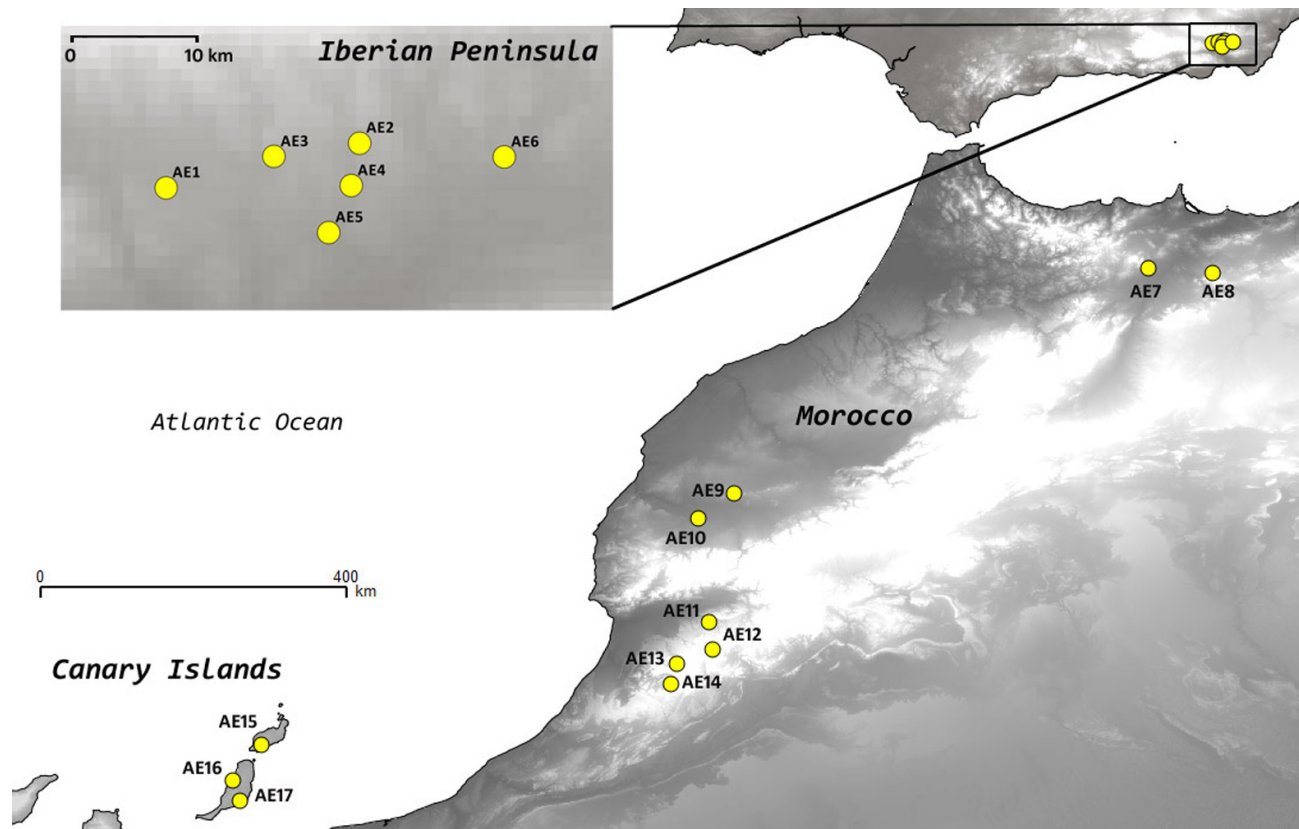 Iberian Peninsula
0 10 km
AE1
AE3
AE2
AE4
AE5
AE6
AE7
AE8
Atlantic Ocean
Morocco
AE9
AE10
0 400 km
AE11
AE12
AE13
AE14
Canary Islands
AE15
AE16
AE17